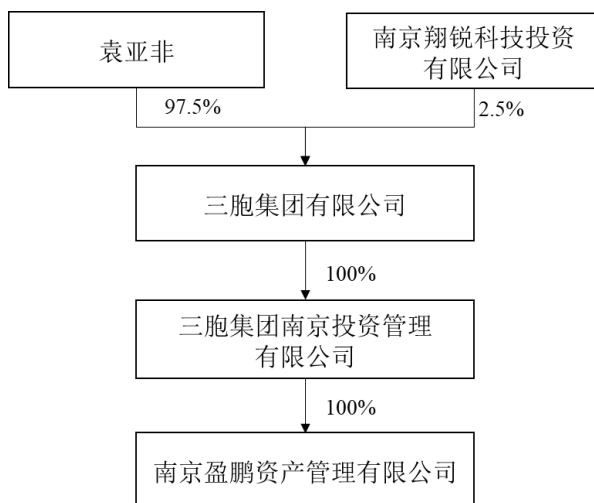 袁亚非
南京翔锐科技投资
有限公司
97.5%
2.5%
三胞集团有限公司
100%
三胞集团南京投资管理
有限公司
100%
南京盈鹏资产管理有限公司